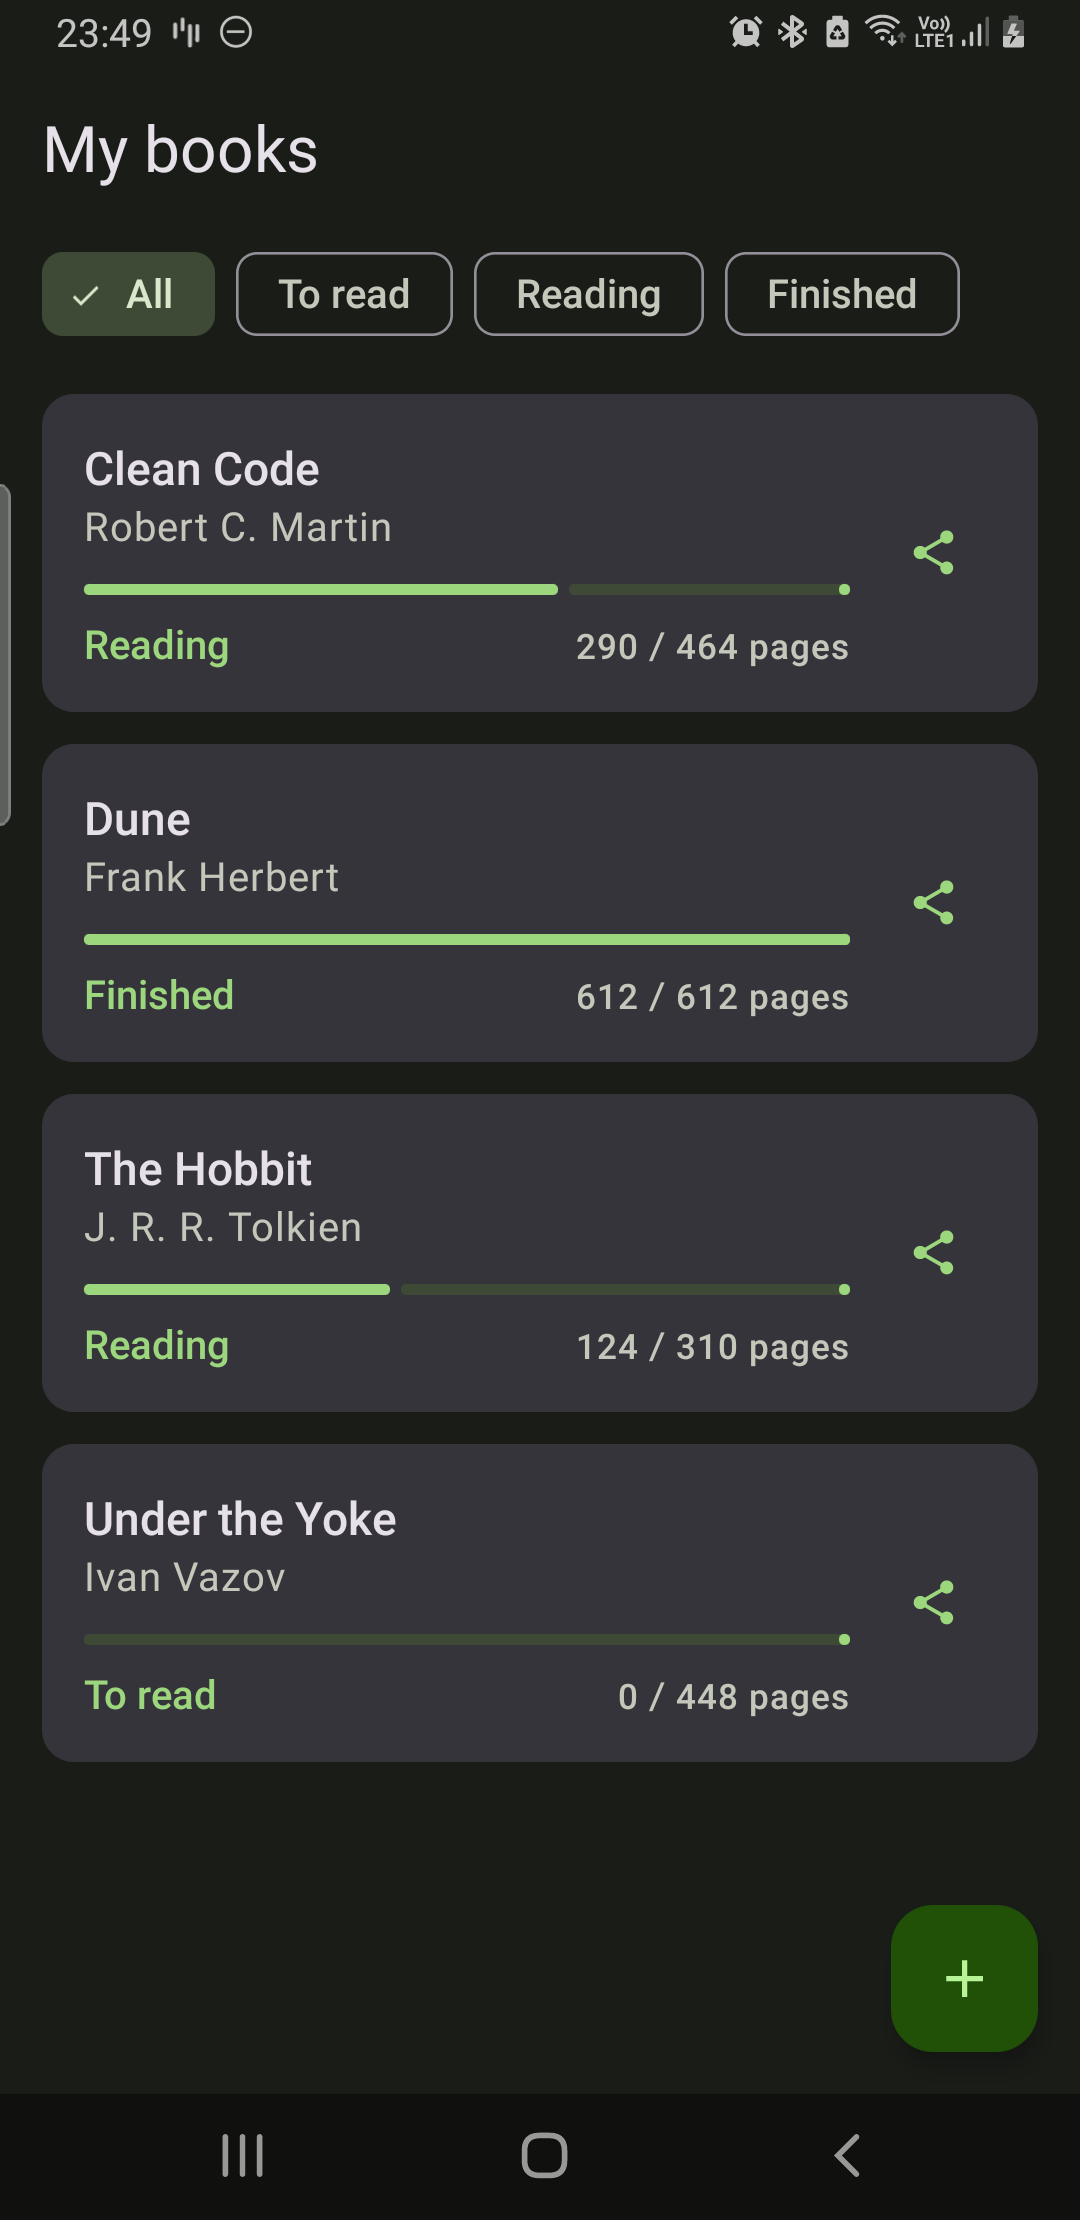 23:49
Vo)) LTE1
My books
All To read Reading Finished
Clean Code
Robert C. Martin
Reading 290 / 464 pages
Dune
Frank Herbert
Finished 612 / 612 pages
The Hobbit
J. R. R. Tolkien
Reading 124 / 310 pages
Under the Yoke
Ivan Vazov
To read 0 / 448 pages